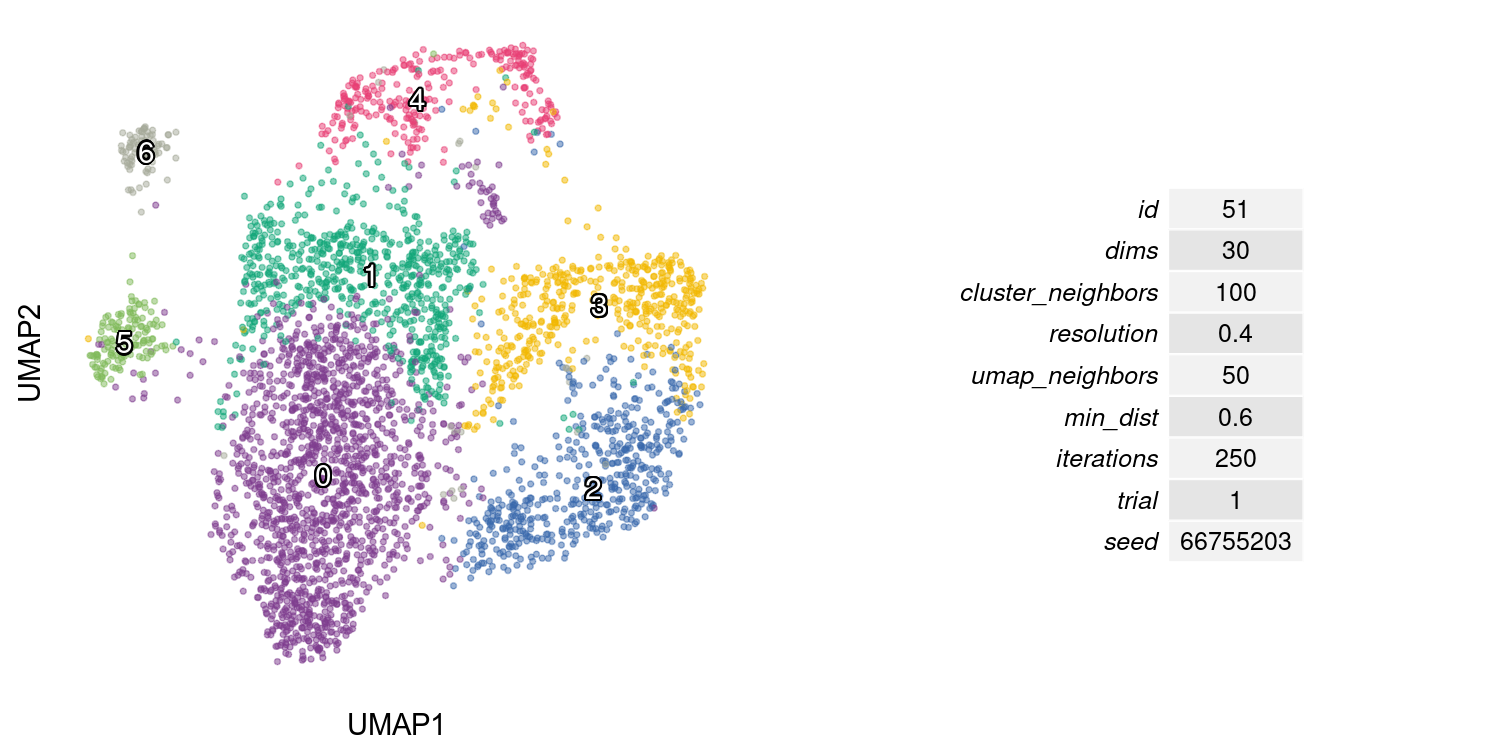 4
6
1
3
5
0
2
UMAP2
UMAP1
id 51
dims 30
cluster_neighbors 100
resolution 0.4
umap_neighbors 50
min_dist 0.6
iterations 250
trial 1
seed 66755203